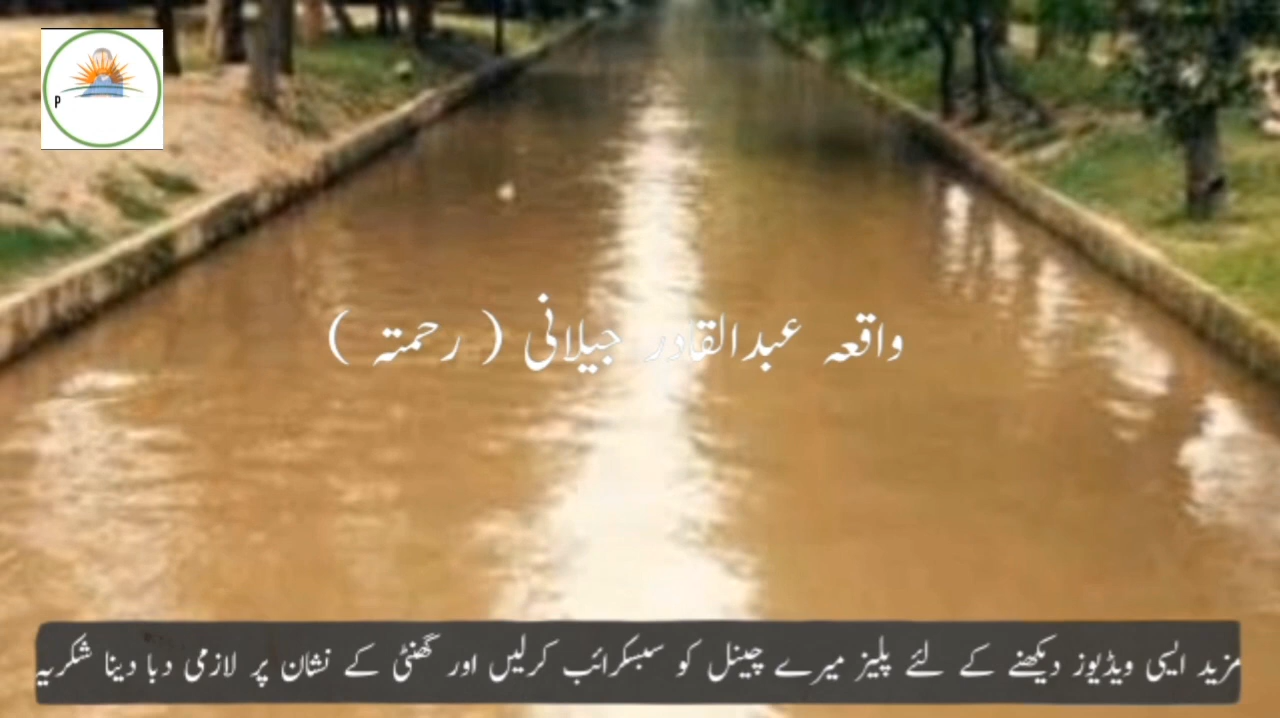 P
واقعہ عبدالقادر جیلانی ( رحمتہ )
مزید ایسی ویڈیوز دیکھنے کے لئے پلیز میرے چینل کو سبسکرائب کرلیں اور گھنٹی کے نشان پر لازمی دبا دینا شکریہ